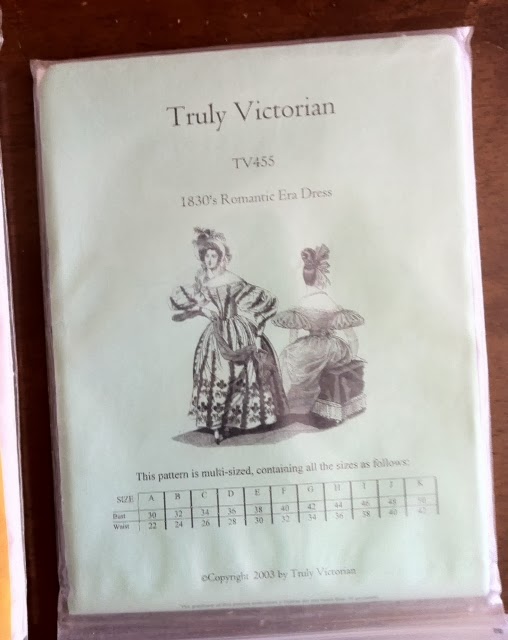 Truly Victorian
TV455
1830's Romantic Era Dress
This pattern is multi-sized, containing all the sizes as follows:
SIZE A B C D E F G H I J K
Bust 30 32 34 36 38 40 42 44 46 48 50
Waist 22 24 26 28 30 32 34 36 38 40 42
©Copyright 2003 by Truly Victorian